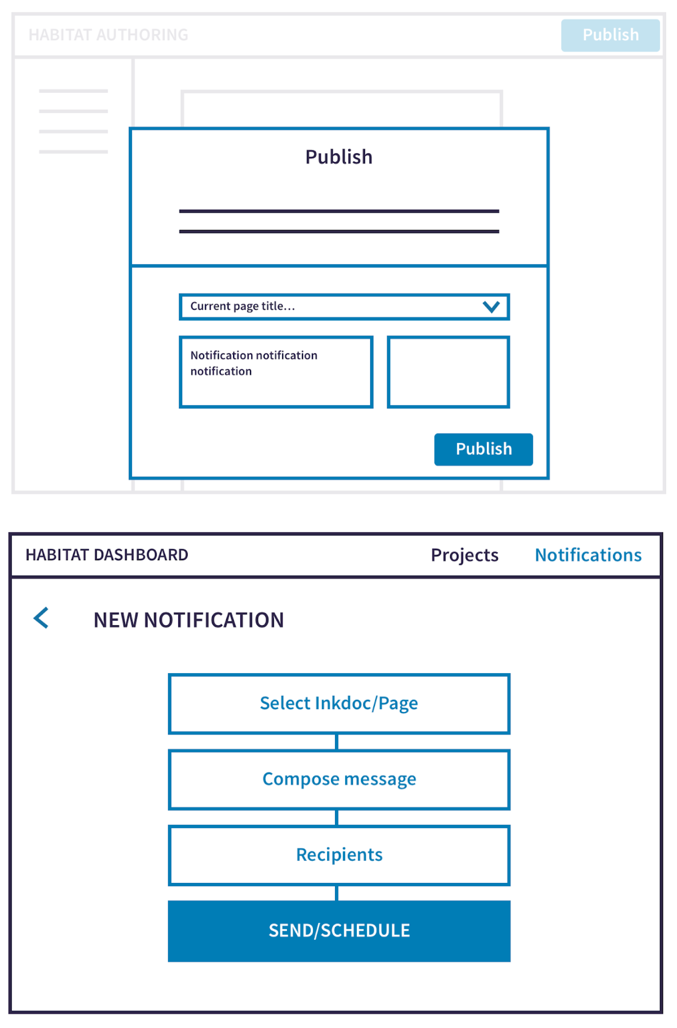 HABITAT AUTHORING
Publish
Publish
Current page title...
Notification notification
notification
Publish
HABITAT DASHBOARD
Projects
Notifications
NEW NOTIFICATION
Select Inkdoc/Page
Compose message
Recipients
SEND/SCHEDULE